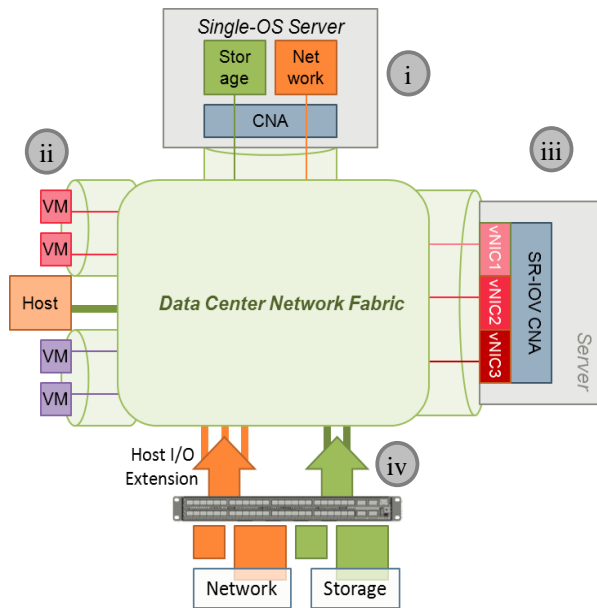 Single-OS Server
Stor
age
Net
work
CNA
i
ii
iii
VM
VM
Host
VM
VM
Data Center Network Fabric
vNIC1
vNIC2
vNIC3
SR-IOV CNA
Server
Host I/O
Extension
iv
Network
Storage